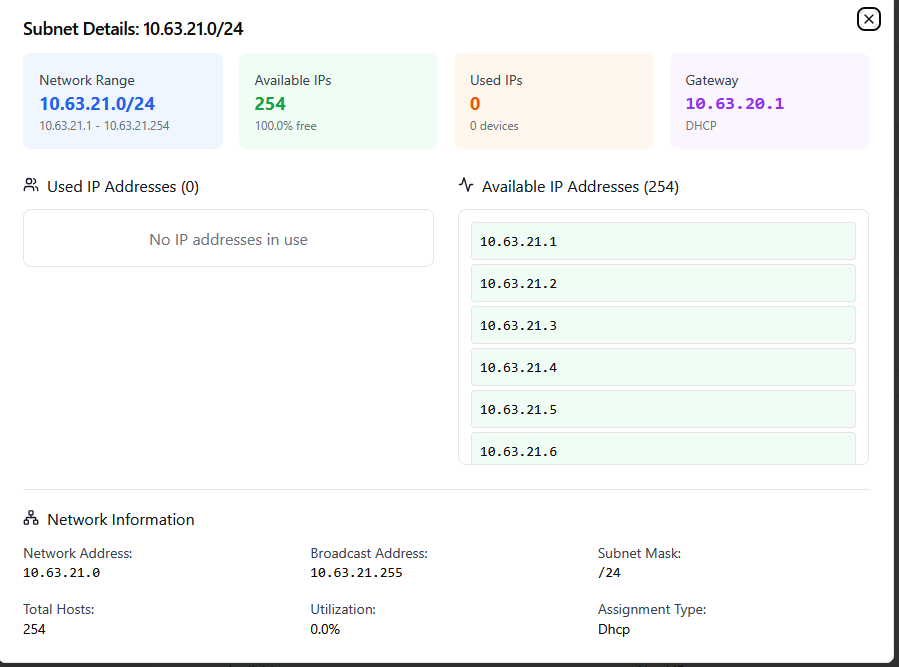 Subnet Details: 10.63.21.0/24
Network Range
10.63.21.0/24
10.63.21.1 - 10.63.21.254
Available IPs
254
100.0% free
Used IPs
0
0 devices
Gateway
10.63.20.1
DHCP
Used IP Addresses (0)
No IP addresses in use
Available IP Addresses (254)
10.63.21.1
10.63.21.2
10.63.21.3
10.63.21.4
10.63.21.5
10.63.21.6
Network Information
Network Address:
10.63.21.0
Broadcast Address:
10.63.21.255
Subnet Mask:
/24
Total Hosts:
254
Utilization:
0.0%
Assignment Type:
Dhcp